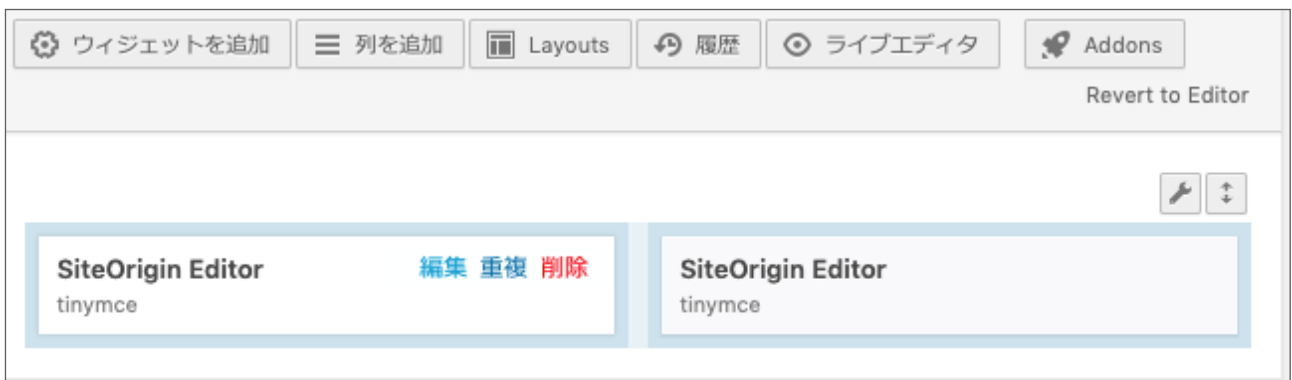 ウィジェットを追加 列を追加 Layouts 履歴 ライブエディタ Addons
Revert to Editor
SiteOrigin Editor 編集 重複 削除 SiteOrigin Editor
tinymce tinymce